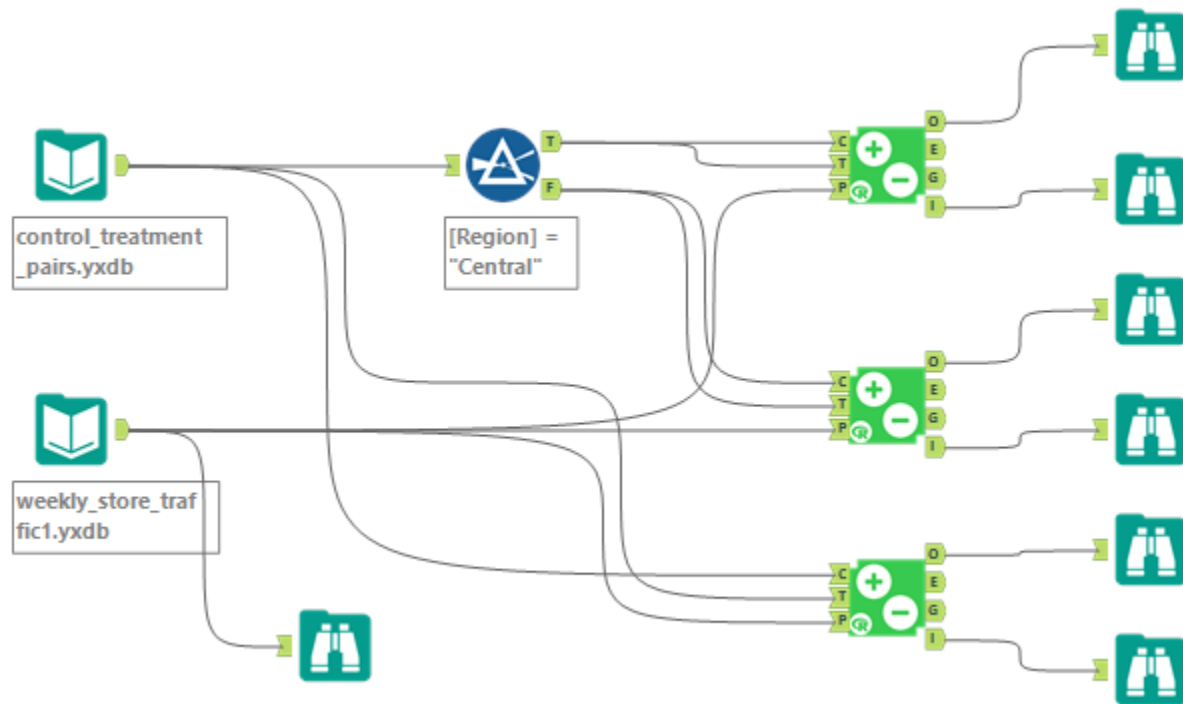 control_treatment
_pairs.yxdb
T
F
[Region] =
"Central"
C
T
P
R
O
E
G
I
weekly_store_traf
fic1.yxdb
C
T
P
R
O
E
G
I
C
T
P
R
O
E
G
I